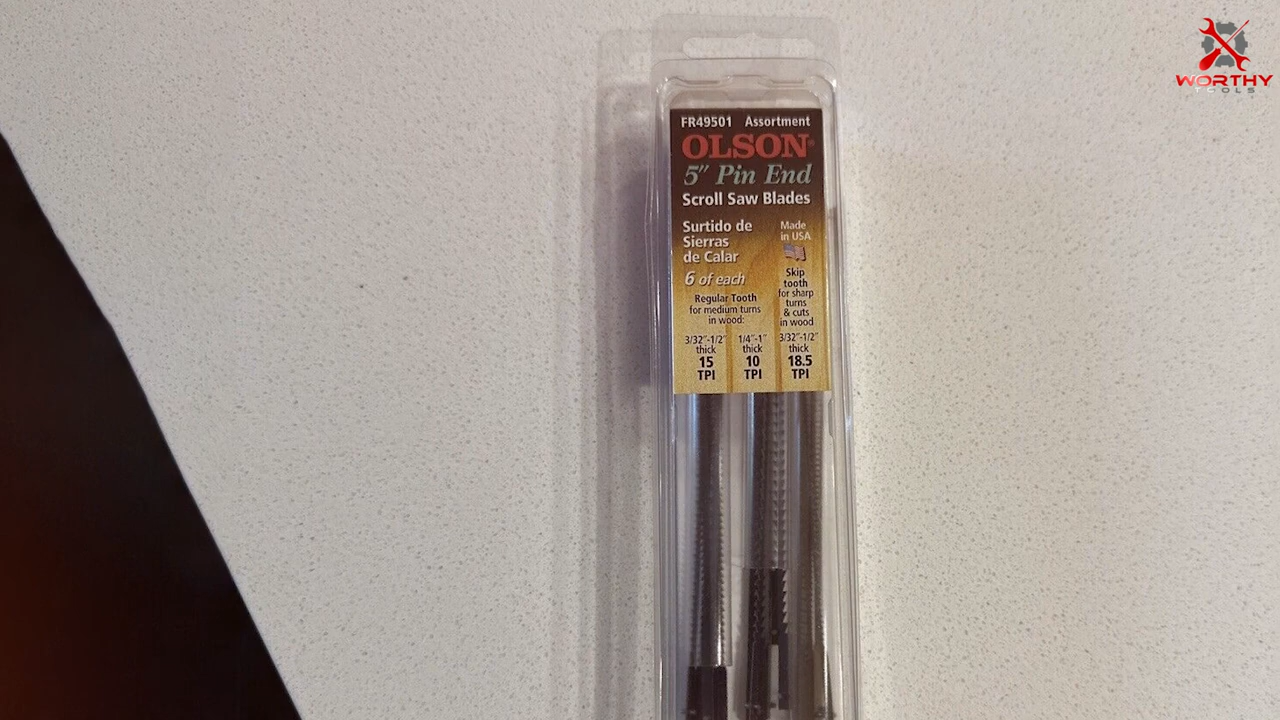 FR49501 Assortment
OLSON®
5" Pin End
Scroll Saw Blades
Surtido de
Sierras
de Calar
6 of each
Made
in USA
Regular Tooth
for medium turns
in wood:
Skip
tooth
for sharp
turns
& cuts
in wood
3/32"-1/2"
thick
15
TPI
1/4"-1"
thick
10
TPI
3/32"-1/2"
thick
18.5
TPI
WORTHY
TOOLS